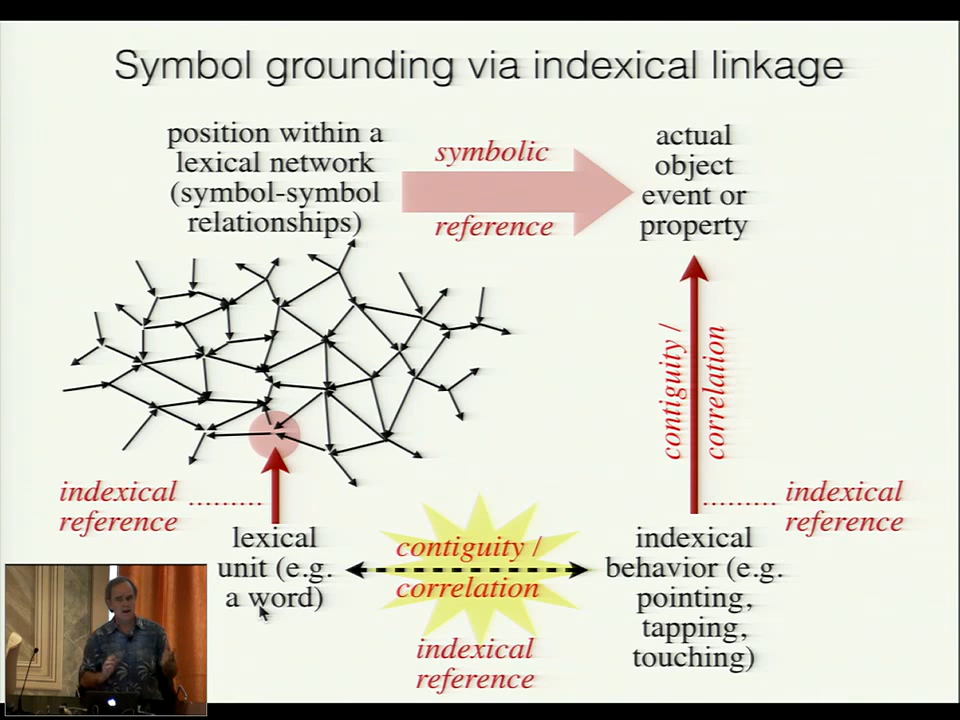 Symbol grounding via indexical linkage
position within a
lexical network
(symbol-symbol
relationships)
symbolic
reference
actual
object
event or
property
contiguity /
correlation
indexical
reference
lexical
unit (e.g.
a word)
contiguity /
correlation
indexical
reference
indexical
behavior (e.g.
pointing,
tapping,
touching)
indexical
reference